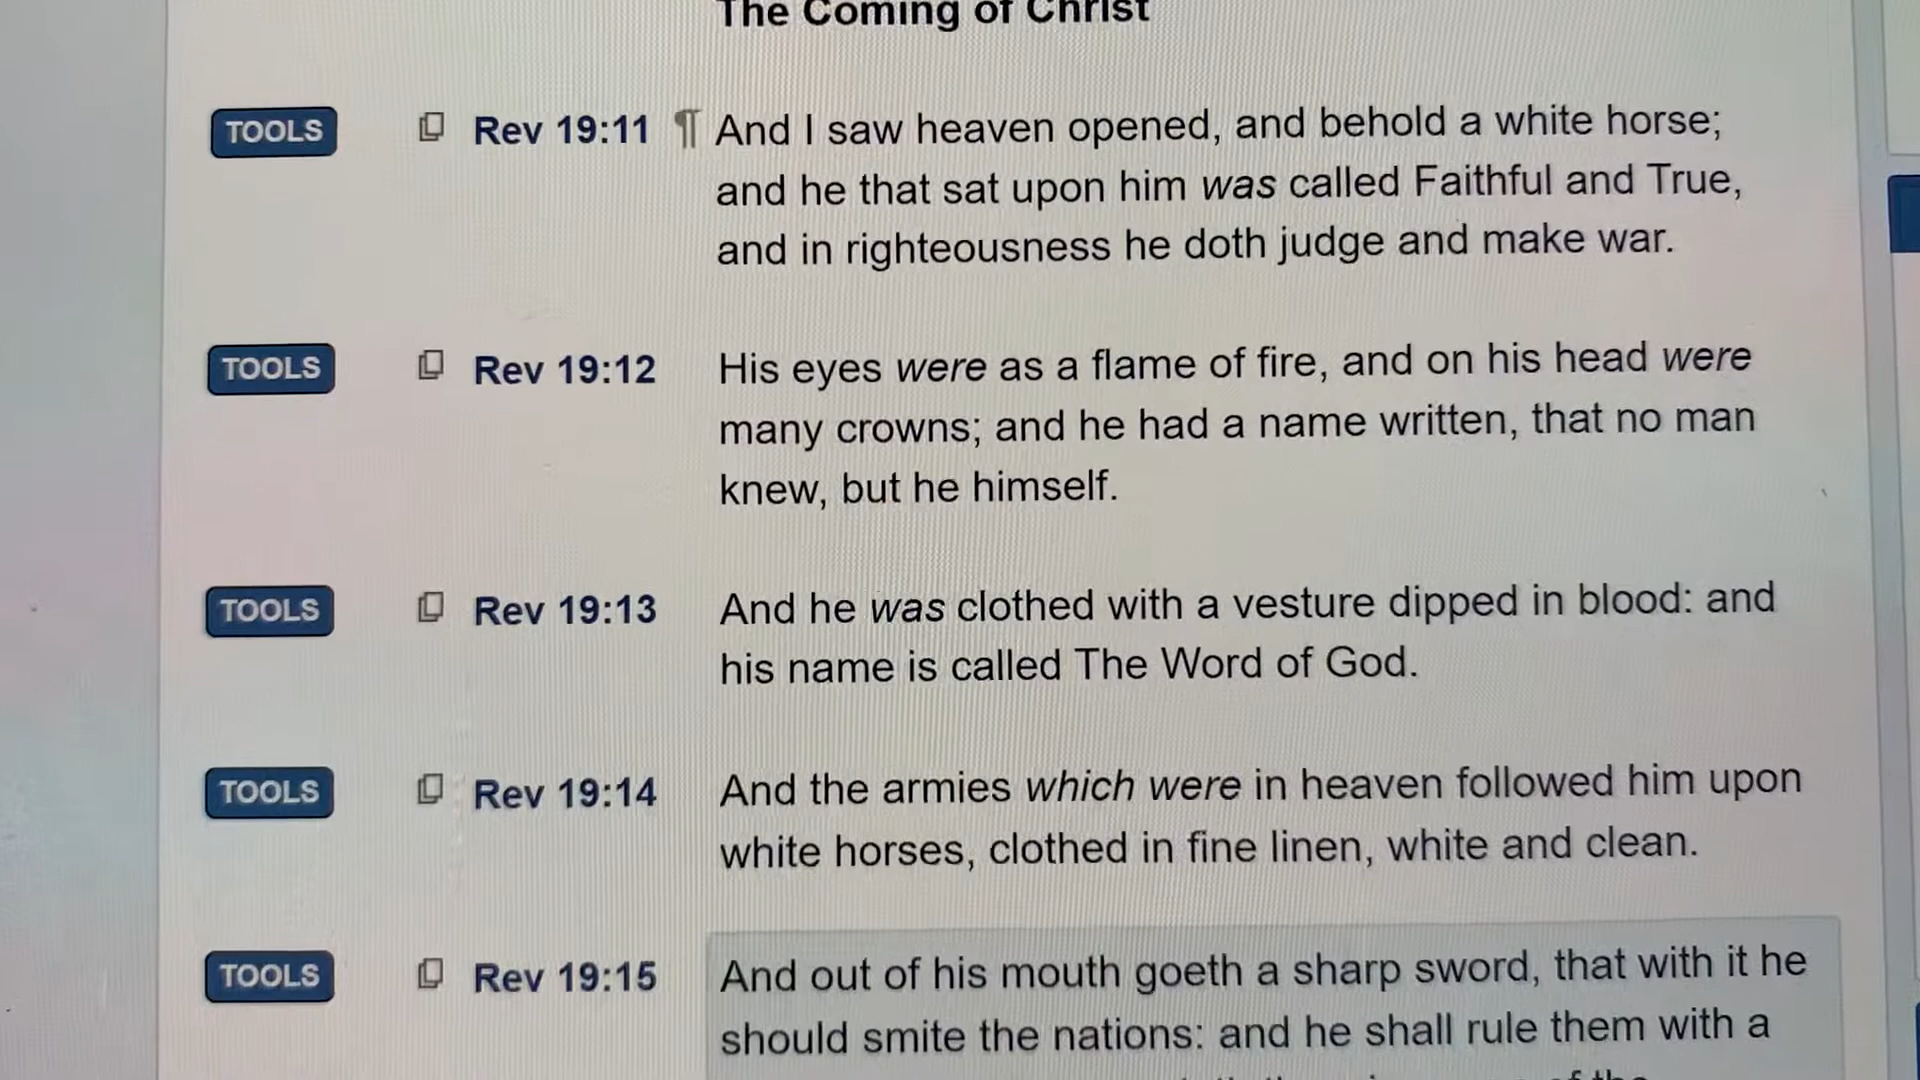 The Coming of Christ
TOOLS Rev 19:11 ¶ And I saw heaven opened, and behold a white horse;
and he that sat upon him was called Faithful and True,
and in righteousness he doth judge and make war.
TOOLS Rev 19:12 His eyes were as a flame of fire, and on his head were
many crowns; and he had a name written, that no man
knew, but he himself.
TOOLS Rev 19:13 And he was clothed with a vesture dipped in blood: and
his name is called The Word of God.
TOOLS Rev 19:14 And the armies which were in heaven followed him upon
white horses, clothed in fine linen, white and clean.
TOOLS Rev 19:15 And out of his mouth goeth a sharp sword, that with it he
should smite the nations: and he shall rule them with a
of the